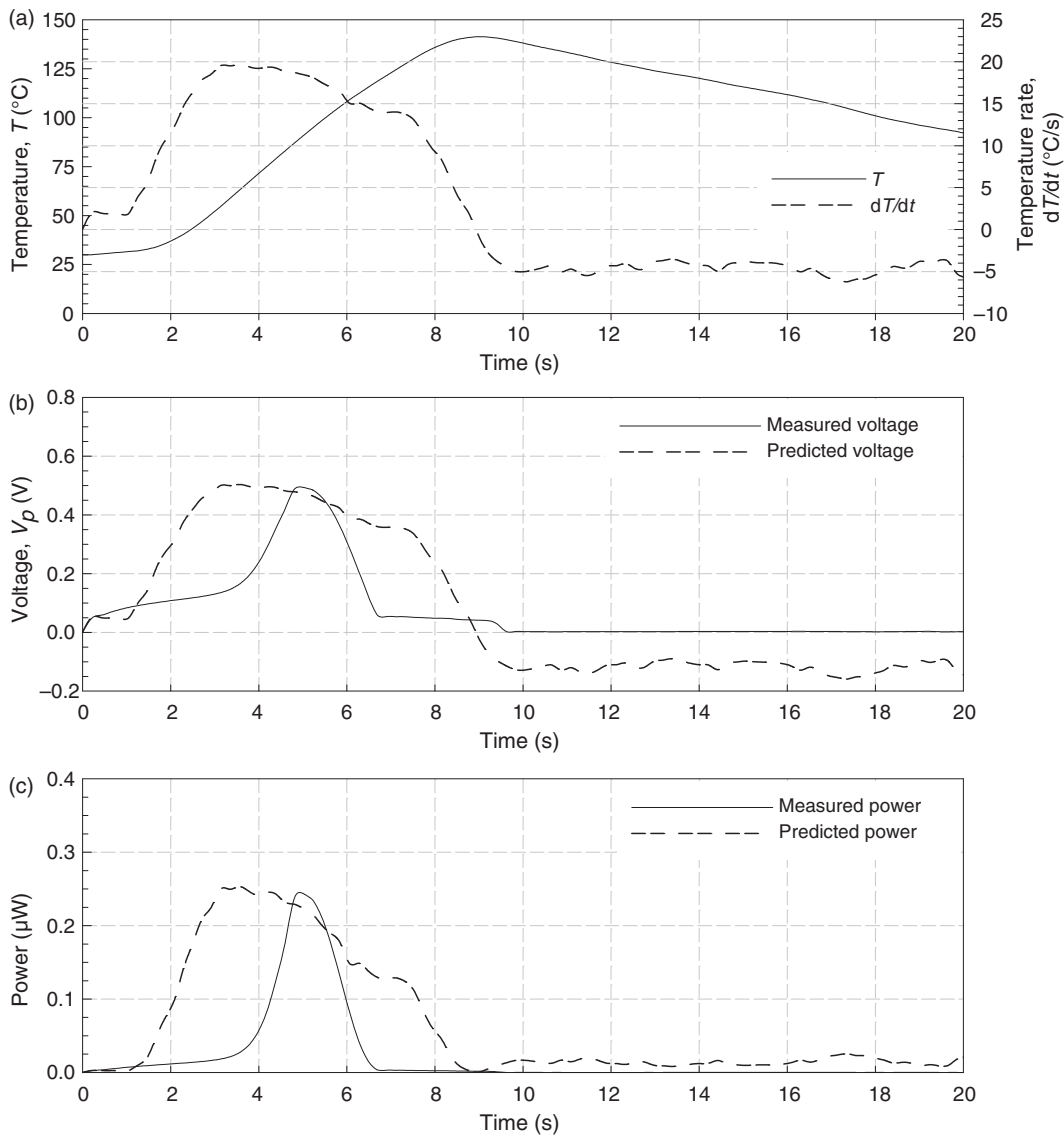 (a)
150
125
100
75
50
25
0
Temperature, T (°C)
25
20
15
10
5
0
−5
−10
Temperature rate,
dT/dt (°C/s)
T
dT/dt
0 2 4 6 8 10 12 14 16 18 20
Time (s)
(b)
0.8
0.6
0.4
0.2
0.0
−0.2
Voltage, Vp (V)
Measured voltage
Predicted voltage
0 2 4 6 8 10 12 14 16 18 20
Time (s)
(c)
0.4
0.3
0.2
0.1
0.0
Power (µW)
Measured power
Predicted power
0 2 4 6 8 10 12 14 16 18 20
Time (s)